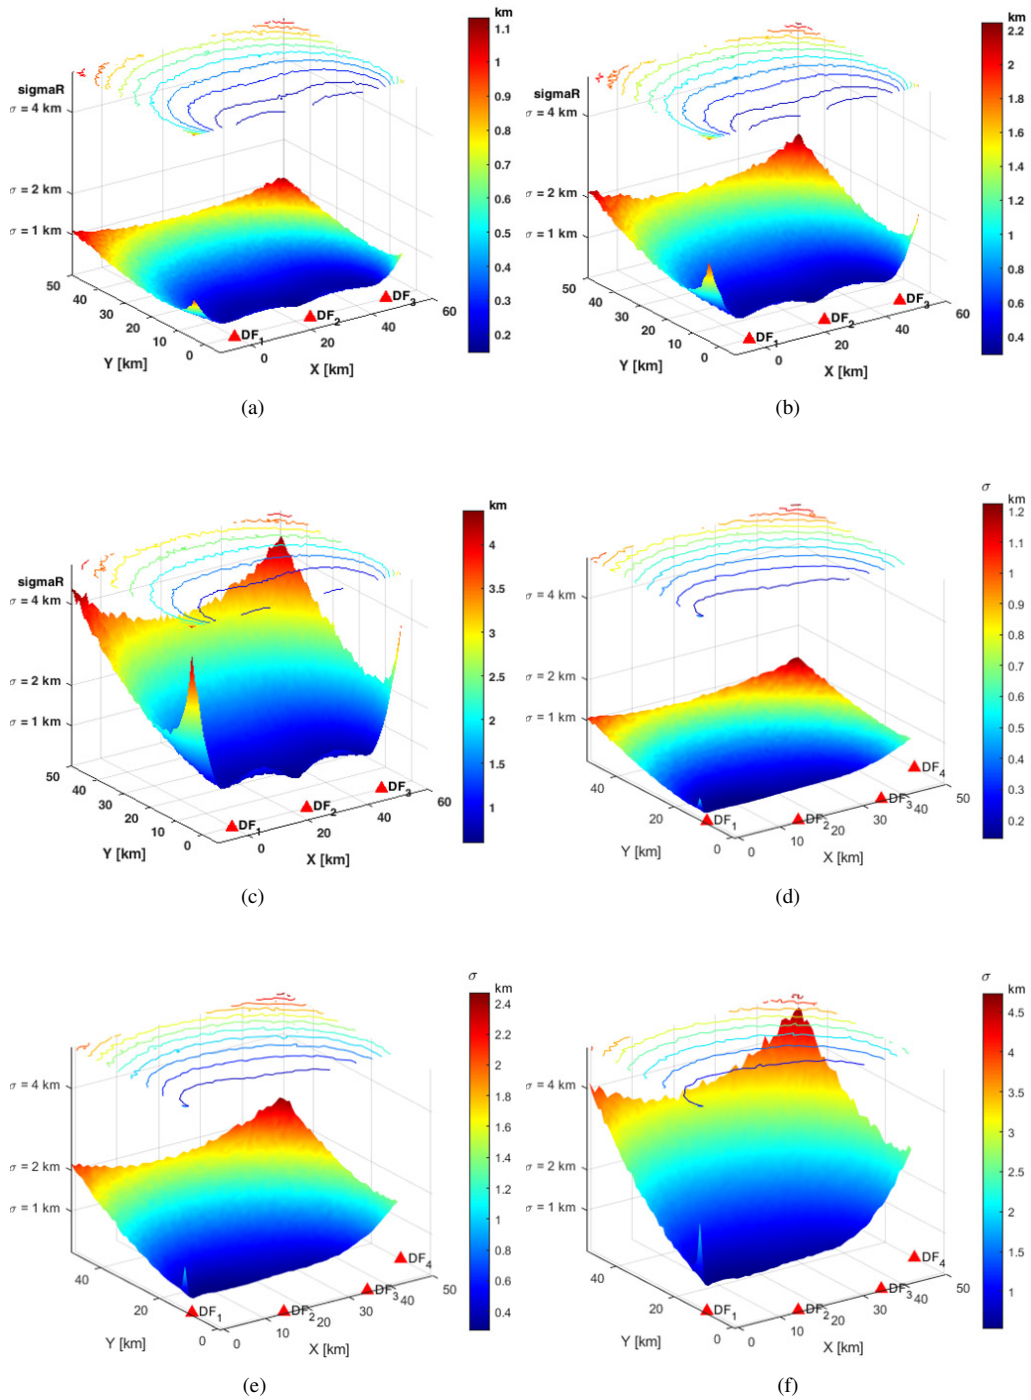 km
1.1
1
0.9
0.8
0.7
0.6
0.5
0.4
0.3
0.2
sigmaR
σ = 4 km
σ = 2 km
σ = 1 km
50
40
30
20
10
0
Y [km]
0
20
40
60
X [km]
DF1
DF2
DF3
(a)
km
2.2
2
1.8
1.6
1.4
1.2
1
0.8
0.6
0.4
sigmaR
σ = 4 km
σ = 2 km
σ = 1 km
50
40
30
20
10
0
Y [km]
0
20
40
60
X [km]
DF1
DF2
DF3
(b)
km
4
3.5
3
2.5
2
1.5
1
sigmaR
σ = 4 km
σ = 2 km
σ = 1 km
50
40
30
20
10
0
Y [km]
0
20
40
60
X [km]
DF1
DF2
DF3
(c)
σ
km
1.2
1.1
1
0.9
0.8
0.7
0.6
0.5
0.4
0.3
0.2
σ = 4 km
σ = 2 km
σ = 1 km
40
20
0
Y [km]
0
10
20
30
40
50
X [km]
DF1
DF2
DF3
DF4
(d)
σ
km
2.4
2.2
2
1.8
1.6
1.4
1.2
1
0.8
0.6
0.4
σ = 4 km
σ = 2 km
σ = 1 km
40
20
0
Y [km]
0
10
20
30
40
50
X [km]
DF1
DF2
DF3
DF4
(e)
σ
km
4.5
4
3.5
3
2.5
2
1.5
1
σ = 4 km
σ = 2 km
σ = 1 km
40
20
0
Y [km]
0
10
20
30
40
50
X [km]
DF1
DF2
DF3
DF4
(f)